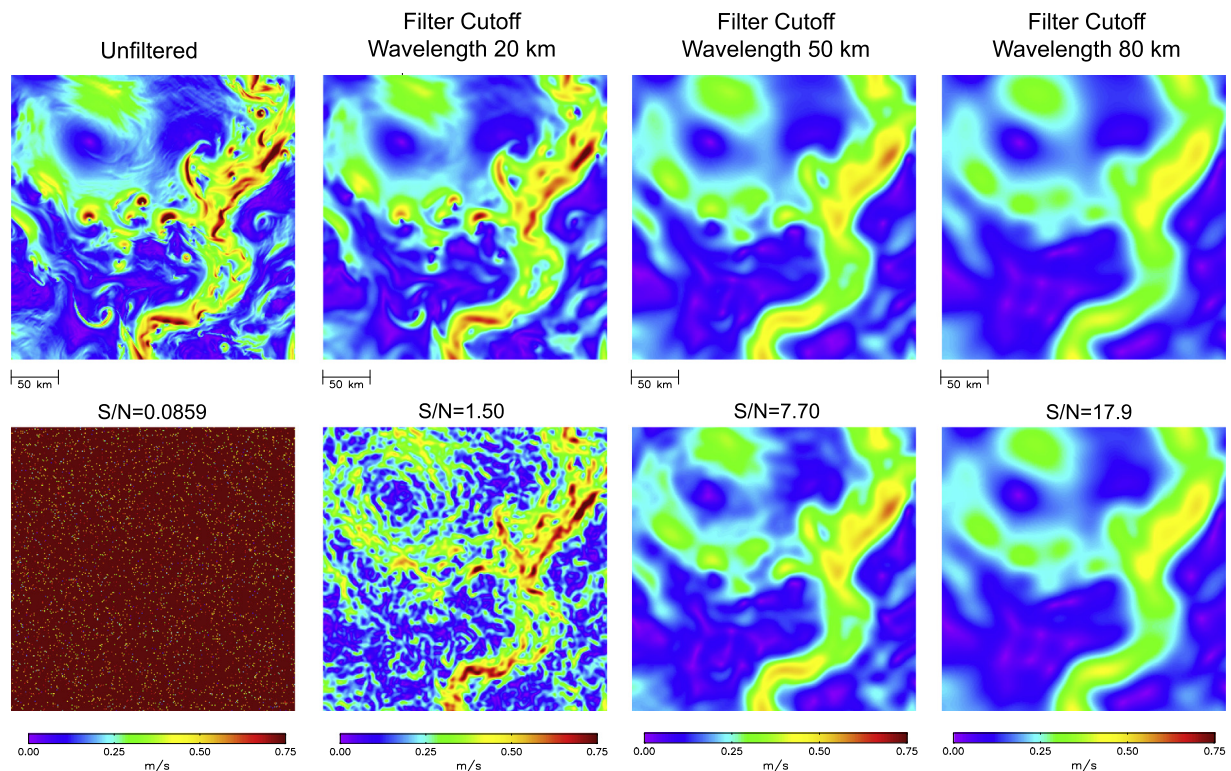 Unfiltered
Filter Cutoff
Wavelength 20 km
Filter Cutoff
Wavelength 50 km
Filter Cutoff
Wavelength 80 km
50 km
50 km
50 km
50 km
S/N=0.0859
S/N=1.50
S/N=7.70
S/N=17.9
0.00 0.25 0.50 0.75
m/s
0.00 0.25 0.50 0.75
m/s
0.00 0.25 0.50 0.75
m/s
0.00 0.25 0.50 0.75
m/s